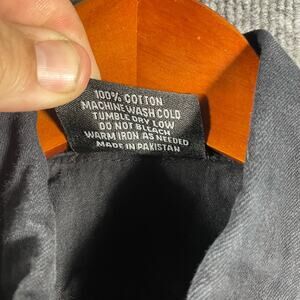 100% COTTON
MACHINE WASH COLD
TUMBLE DRY LOW
DO NOT BLEACH
WARM IRON AS NEEDED
MADE IN PAKISTAN